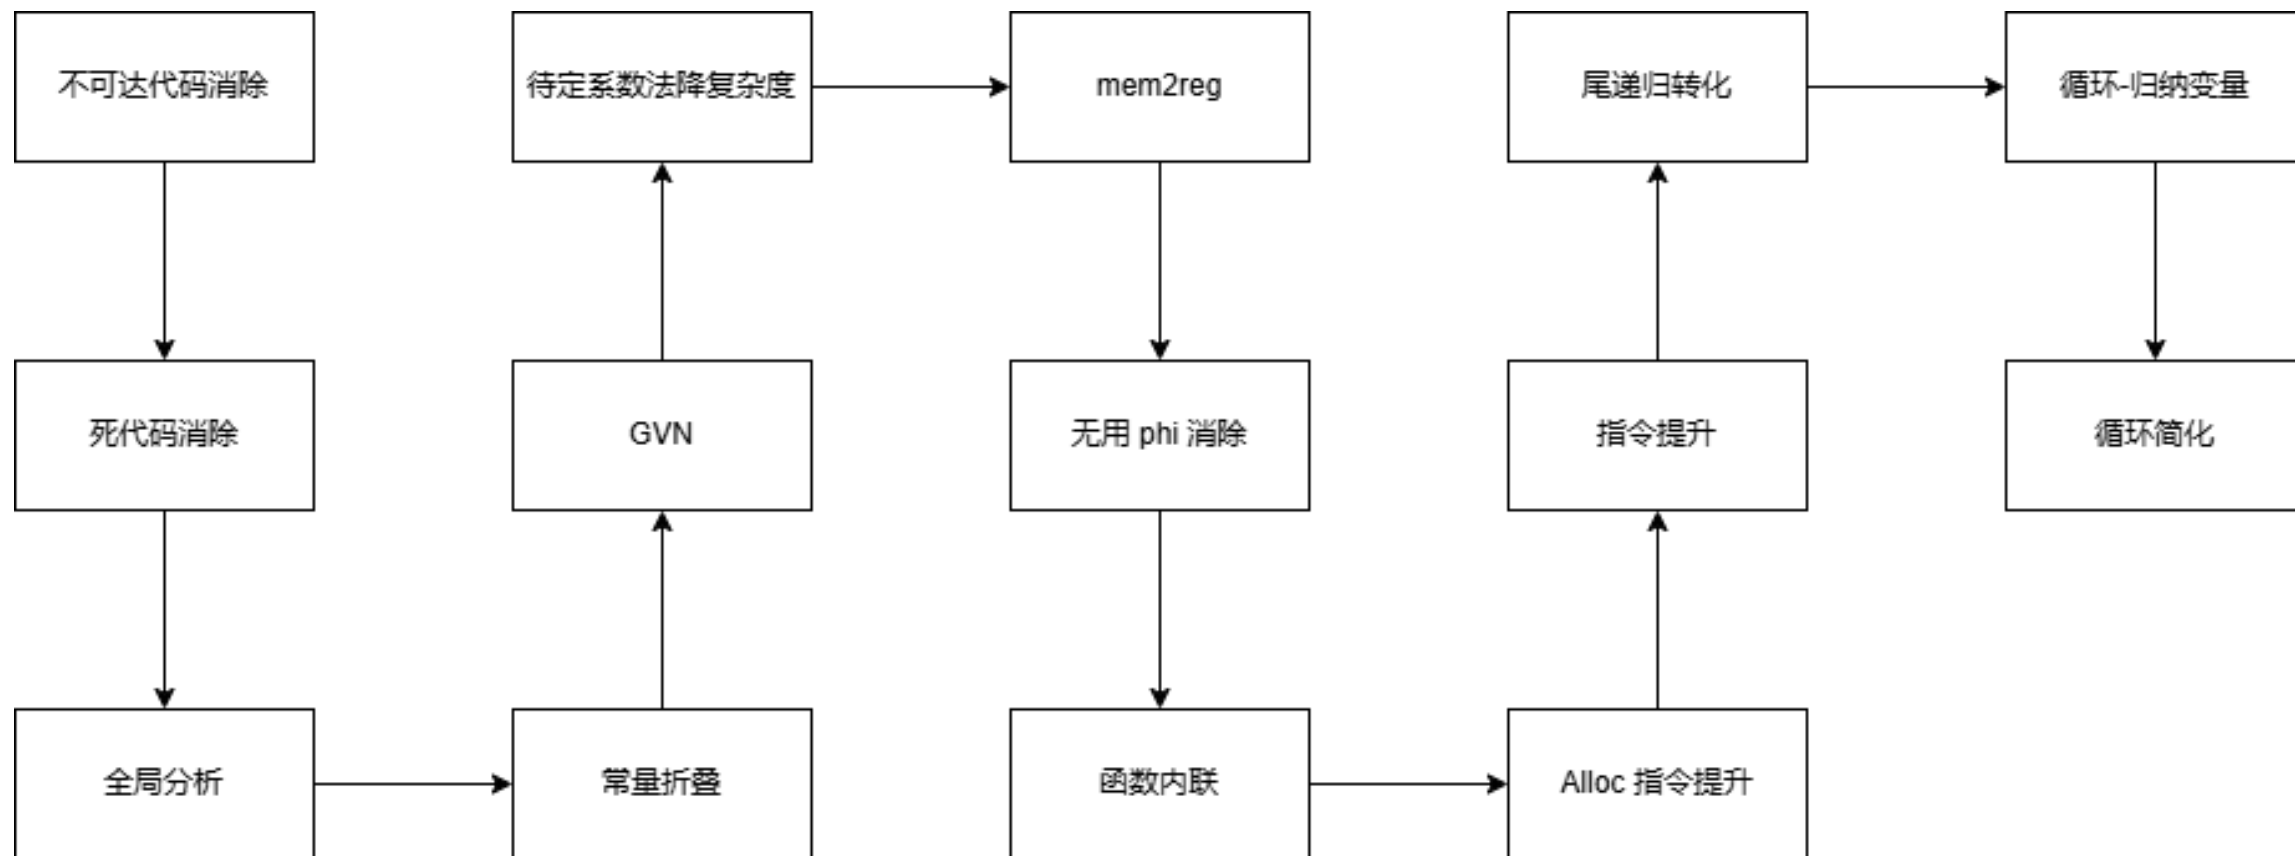 不可达代码消除
死代码消除
全局分析
常量折叠
GVN
待定系数法降复杂度
mem2reg
无用 phi 消除
函数内联
Alloc 指令提升
指令提升
尾递归转化
循环-归纳变量
循环简化